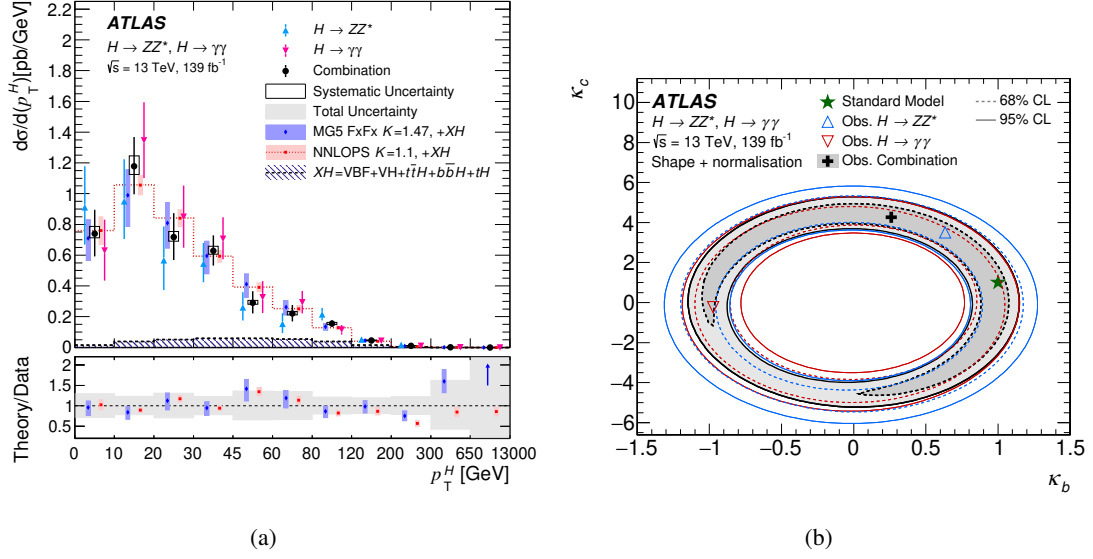 ATLAS
H → ZZ*, H → γγ
√s = 13 TeV, 139 fb-1
H → ZZ*
H → γγ
Combination
Systematic Uncertainty
Total Uncertainty
MG5 FxFx K=1.47, +XH
NNLOPS K=1.1, +XH
XH=VBF+VH+tt̄H+bb̄H+tH
dσ/d(p_T^H)[pb/GeV]
2.2
2
1.8
1.6
1.4
1.2
1
0.8
0.6
0.4
0.2
0
Theory/Data
2
1.5
1
0.5
0 10 15 20 30 45 60 80 120 200 300 650 13000
p_T^H [GeV]
(a)
κ_c
ATLAS
H → ZZ*, H → γγ
√s = 13 TeV, 139 fb-1
Shape + normalisation
Standard Model
Obs. H → ZZ*
Obs. H → γγ
Obs. Combination
68% CL
95% CL
10
8
6
4
2
0
−2
−4
−6
−1.5 −1 −0.5 0 0.5 1 1.5
κ_b
(b)